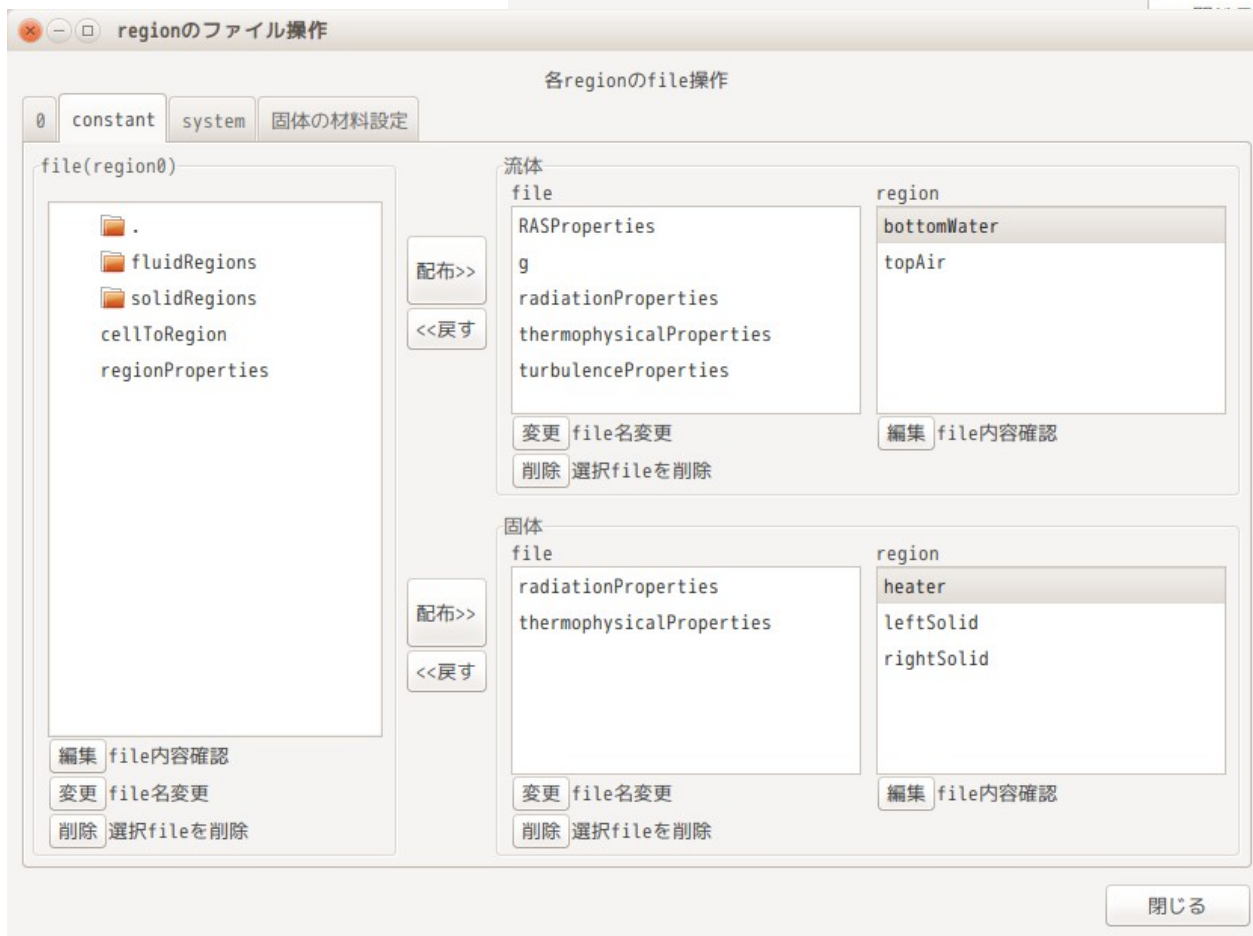 regionのファイル操作
各regionのfile操作
0 constant system 固体の材料設定
file(region0)
.
fluidRegions
solidRegions
cellToRegion
regionProperties
編集 file内容確認
変更 file名変更
削除 選択fileを削除
配布>>
<<戻す
配布>>
<<戻す
流体
file
RASProperties
g
radiationProperties
thermophysicalProperties
turbulenceProperties
変更 file名変更
削除 選択fileを削除
region
bottomWater
topAir
編集 file内容確認
固体
file
radiationProperties
thermophysicalProperties
変更 file名変更
削除 選択fileを削除
region
heater
leftSolid
rightSolid
編集 file内容確認
閉じる